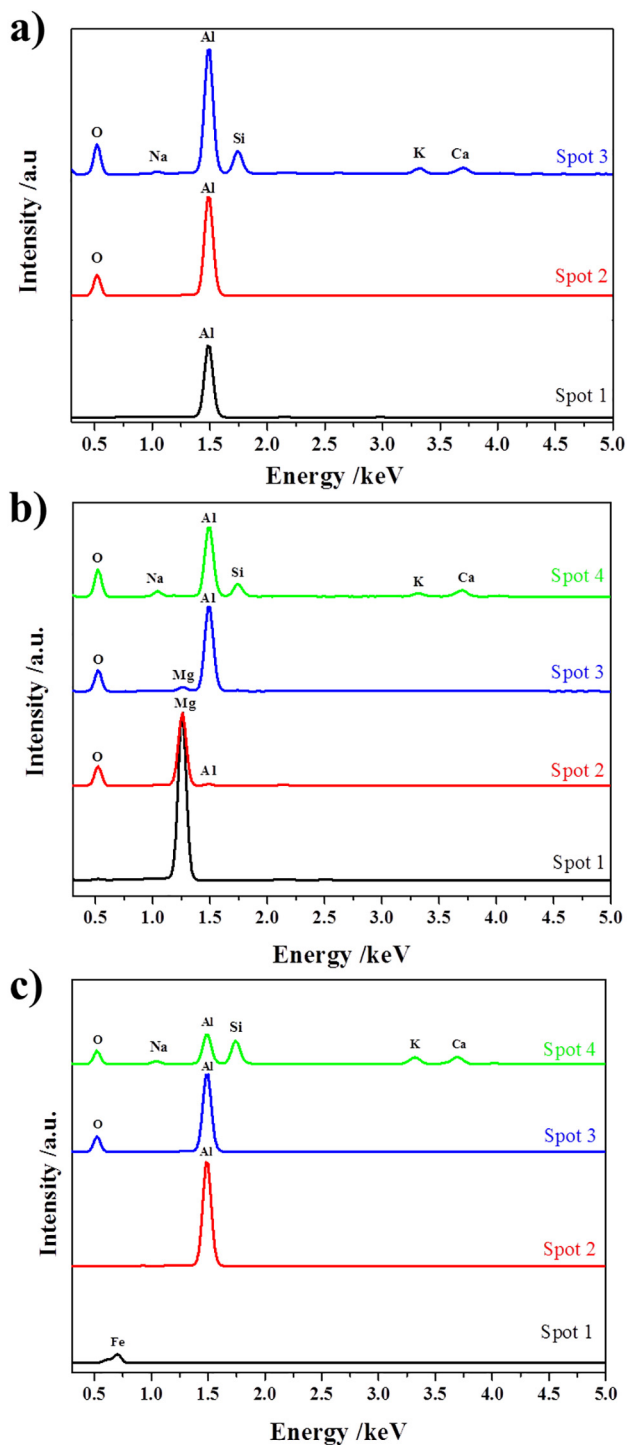 a)
Intensity /a.u
Al
O
Na
Si
K
Ca
Spot 3
Al
O
Spot 2
Al
Spot 1
0.5 1.0 1.5 2.0 2.5 3.0 3.5 4.0 4.5 5.0
Energy /keV
b)
Intensity /a.u.
Al
O
Na
Si
K
Ca
Spot 4
Al
O
Mg
Spot 3
Mg
O
Al
Spot 2
Spot 1
0.5 1.0 1.5 2.0 2.5 3.0 3.5 4.0 4.5 5.0
Energy /keV
c)
Intensity /a.u.
Al
O
Na
Si
K
Ca
Spot 4
Al
O
Spot 3
Al
Spot 2
Fe
Spot 1
0.5 1.0 1.5 2.0 2.5 3.0 3.5 4.0 4.5 5.0
Energy /keV